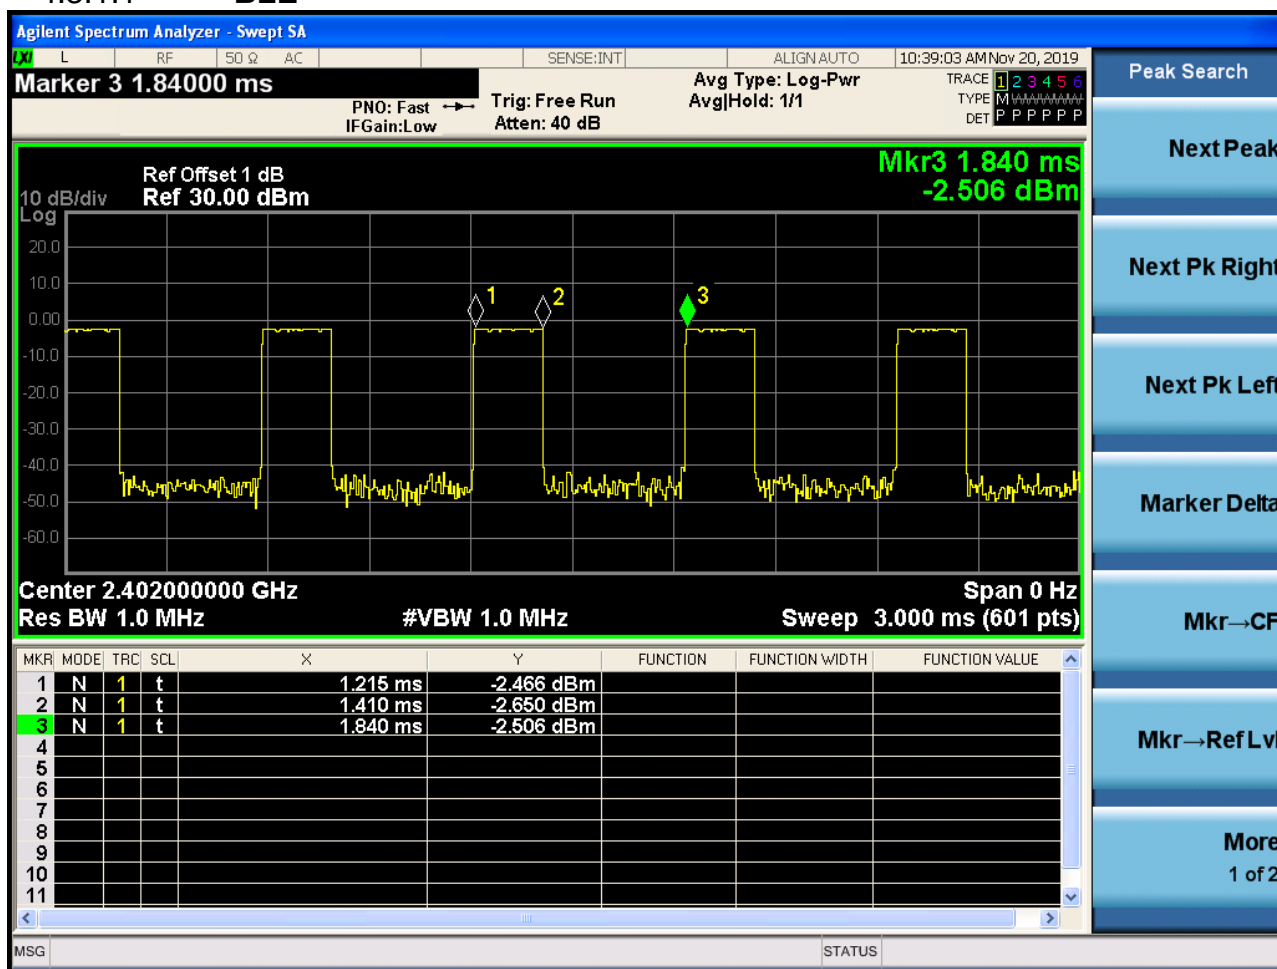 Agilent Spectrum Analyzer - Swept SA
LXI L RF 50 Ω AC SENSE:INT ALIGN AUTO 10:39:03 AM Nov 20, 2019
Marker 3 1.84000 ms
PNO: Fast
IFGain:Low
Trig: Free Run
Atten: 40 dB
Avg Type: Log-Pwr
Avg|Hold: 1/1
TRACE 1 2 3 4 5 6
TYPE M WWWWW
DET P P P P P P
Mkr3 1.840 ms
-2.506 dBm
Ref Offset 1 dB
10 dB/div Ref 30.00 dBm
Log
20.0
10.0
0.00
-10.0
-20.0
-30.0
-40.0
-50.0
-60.0
1 2 3
Center 2.402000000 GHz Span 0 Hz
Res BW 1.0 MHz #VBW 1.0 MHz Sweep 3.000 ms (601 pts)
MKR MODE TRC SCL X Y FUNCTION FUNCTION WIDTH FUNCTION VALUE
1 N 1 t 1.215 ms -2.466 dBm
2 N 1 t 1.410 ms -2.650 dBm
3 N 1 t 1.840 ms -2.506 dBm
4
5
6
7
8
9
10
11
MSG STATUS
Peak Search
Next Peak
Next Pk Right
Next Pk Left
Marker Delta
Mkr→CF
Mkr→Ref Lvl
More
1 of 2